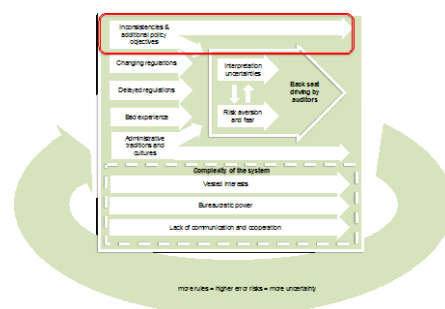 Inconsistencies &
additional policy
objectives
Changing regulations
Delayed regulations
Bad experience
Administrative
traditions and
cultures
Interpretation
uncertainties
Risk aversion
and fear
Back seat
driving by
auditors
Complexity of the system
Vested interests
Bureaucratic power
Lack of communication and cooperation
more rules = higher error risks = more uncertainty